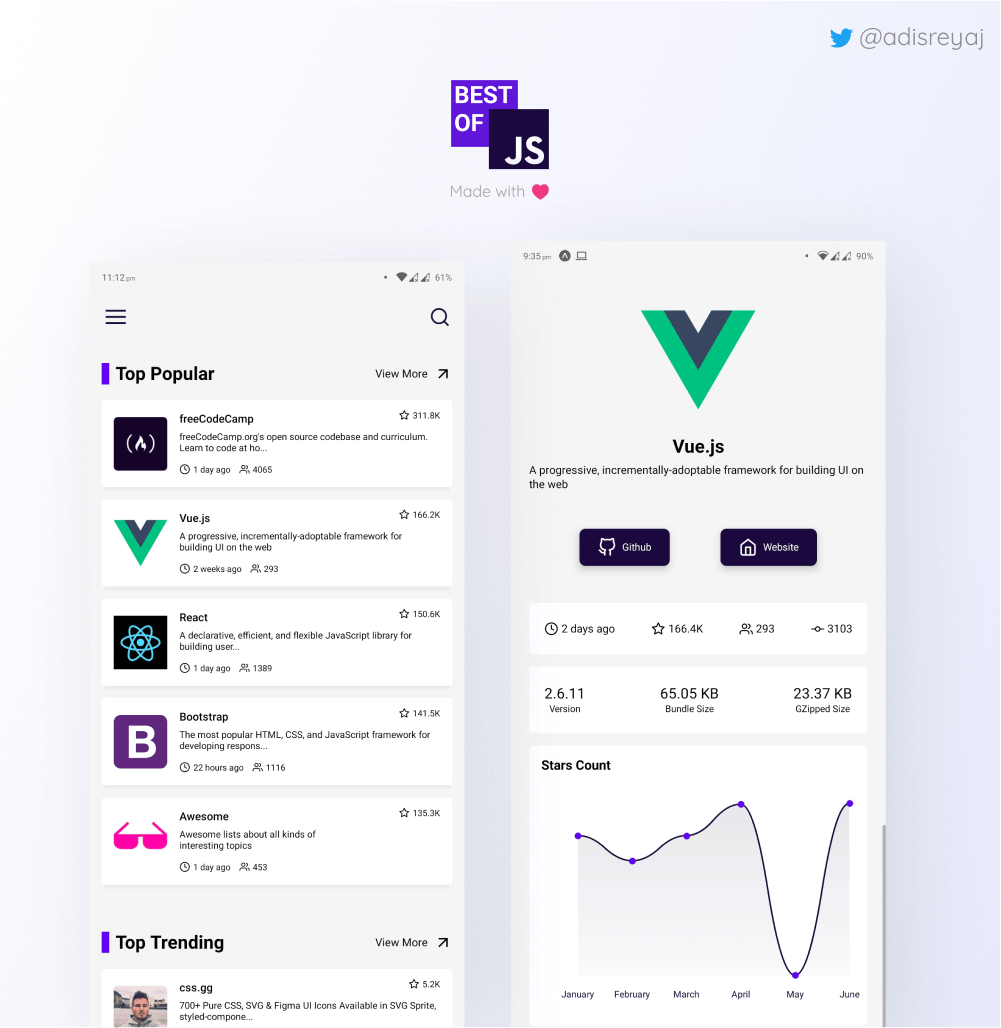 @adisreyaj
BEST
OF
JS
Made with
11:12 pm
61%
Top Popular
View More
freeCodeCamp
311.8K
freeCodeCamp.org's open source codebase and curriculum.
Learn to code at ho...
1 day ago
4065
Vue.js
166.2K
A progressive, incrementally-adoptable framework for
building UI on the web
2 weeks ago
293
React
150.6K
A declarative, efficient, and flexible JavaScript library for
building user...
1 day ago
1389
B
Bootstrap
141.5K
The most popular HTML, CSS, and JavaScript framework for
developing respons...
22 hours ago
1116
Awesome
135.3K
Awesome lists about all kinds of
interesting topics
1 day ago
453
Top Trending
View More
css.gg
5.2K
700+ Pure CSS, SVG & Figma UI Icons Available in SVG Sprite,
styled-compone...
9:35 pm
90%
Vue.js
A progressive, incrementally-adoptable framework for building UI on
the web
Github
Website
2 days ago
166.4K
293
3103
2.6.11
65.05 KB
23.37 KB
Version
Bundle Size
GZipped Size
Stars Count
January
February
March
April
May
June